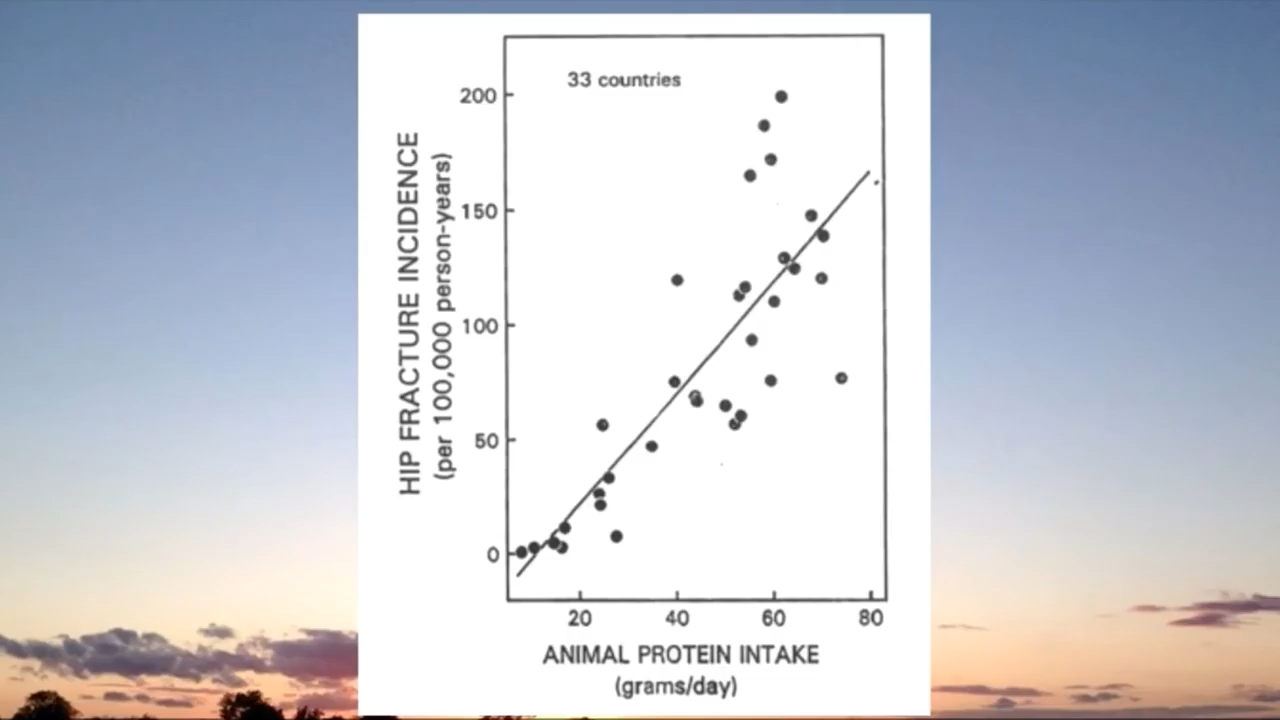 33 countries
200
150
100
50
0
HIP FRACTURE INCIDENCE
(per 100,000 person-years)
20 40 60 80
ANIMAL PROTEIN INTAKE
(grams/day)